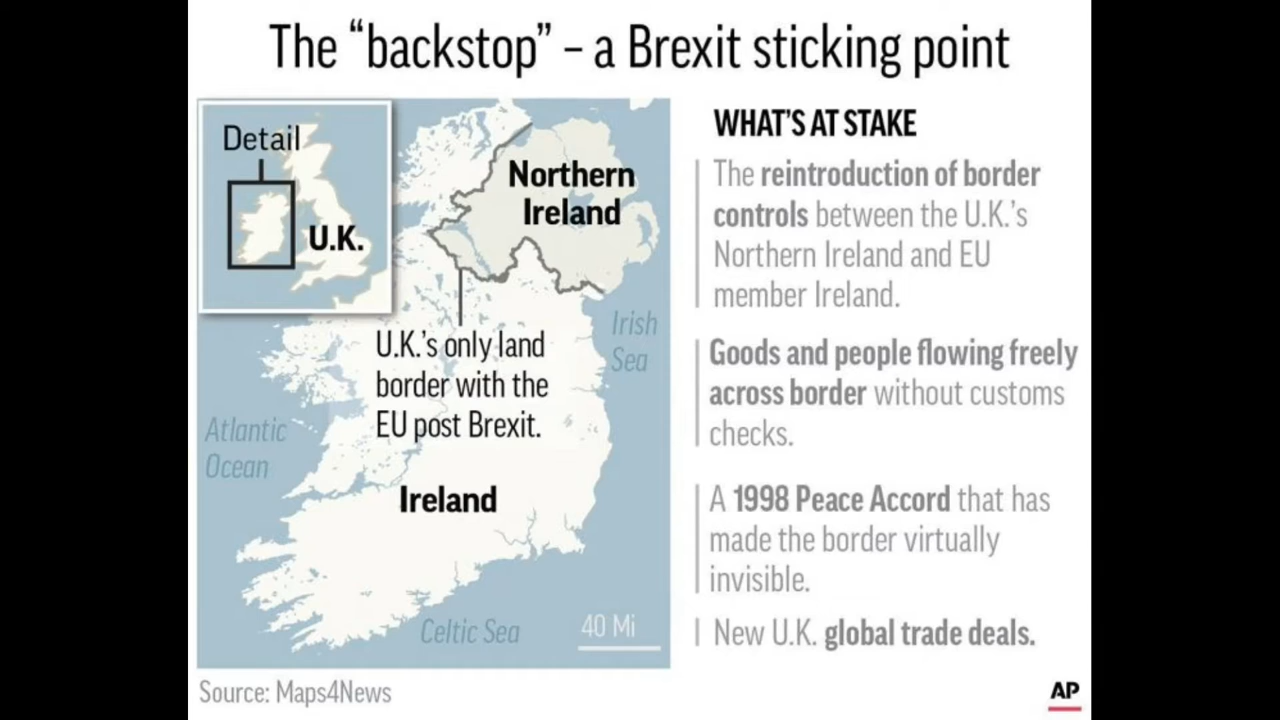 The “backstop” – a Brexit sticking point
Detail
U.K.
Northern
Ireland
Irish
Sea
U.K.’s only land
border with the
EU post Brexit.
Atlantic
Ocean
Ireland
Celtic Sea
40 Mi
WHAT’S AT STAKE
The reintroduction of border
controls between the U.K.’s
Northern Ireland and EU
member Ireland.
Goods and people flowing freely
across border without customs
checks.
A 1998 Peace Accord that has
made the border virtually
invisible.
New U.K. global trade deals.
Source: Maps4News
AP